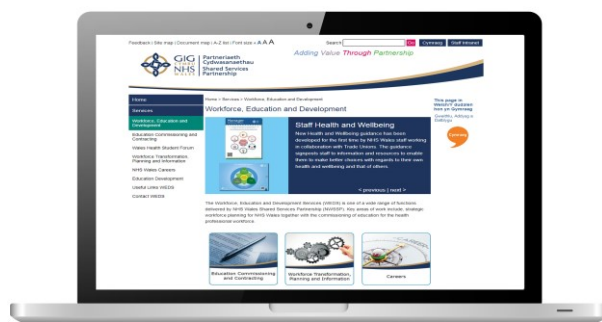 Feedback | Site map | Document map | A-Z list | Font size » A A A
Search
Go
Cymraeg
Staff Intranet
Adding Value Through Partnership
GIG
CYMRU
NHS
WALES
Partneriaeth
Cydwasanaethau
Shared Services
Partnership
Home
Services
Workforce, Education and
Development
Education Commissioning and
Contracting
Wales Health Student Forum
Workforce Transformation,
Planning and Information
NHS Wales Careers
Education Development
Useful Links WEDS
Contact WEDS
Home > Services > Workforce, Education and Development
Workforce, Education and Development
Staff Health and Wellbeing
New Health and Wellbeing guidance has been
developed for the first time by NHS Wales staff working
in collaboration with Trade Unions. The guidance
signposts staff to information and resources to enable
them to make better choices with regards to their own
health and wellbeing and that of others.
< previous | next >
This page in
Cymraeg
The Workforce, Education and Development Services (WEDS) is one of a wide range of functions
delivered by NHS Wales Shared Services Partnership (NWSSP). Key areas of work include, strategic
workforce planning for NHS Wales together with the commissioning of education for the health
professional workforce.
Education Commissioning
and Contracting
Workforce Transformation,
Planning and Information
Careers